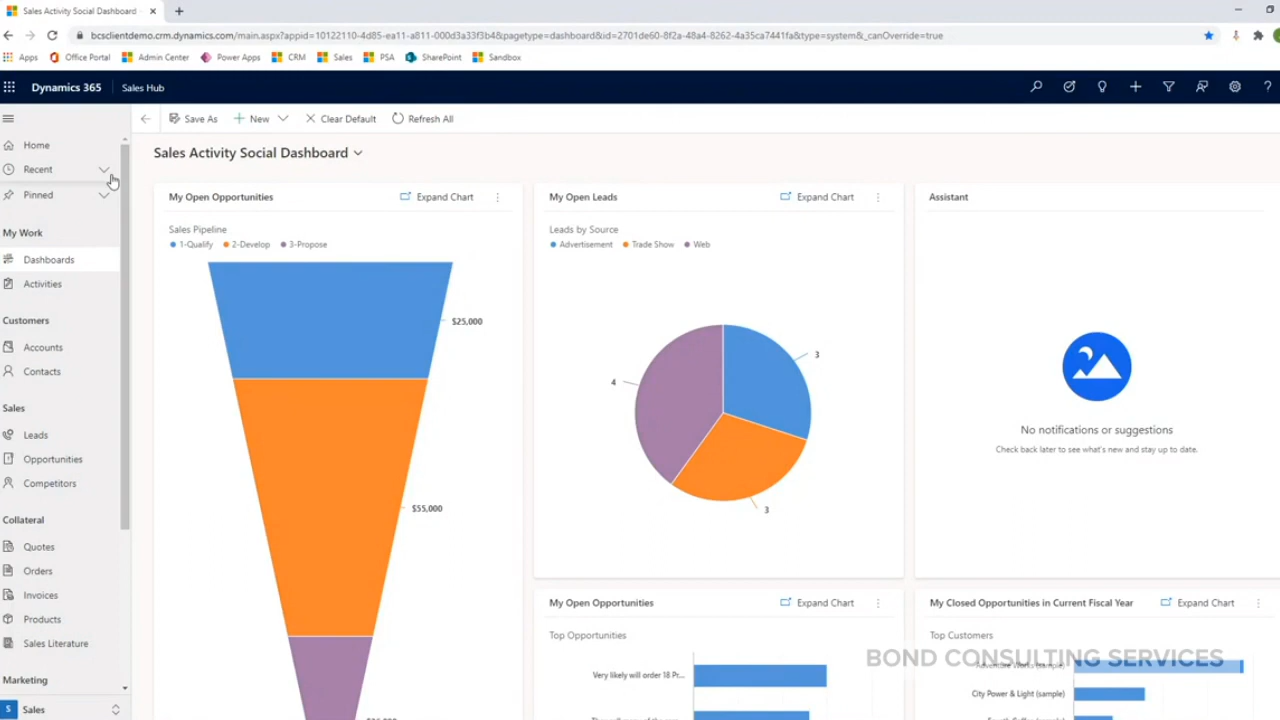 Sales Activity Social Dashboard
bcsclientdemo.crm.dynamics.com/main.aspx?appid=10122110-4d85-ea11-a811-000d3a33f3b4&pagetype=dashboard&id=2701de60-8f2a-48a4-8262-4a35ca7441fa&type=system&_canOverride=true
Apps Office Portal Admin Center Power Apps CRM Sales PSA SharePoint Sandbox
Dynamics 365 Sales Hub
Save As New Clear Default Refresh All
Home
Recent
Pinned
My Work
Dashboards
Activities
Customers
Accounts
Contacts
Sales
Leads
Opportunities
Competitors
Collateral
Quotes
Orders
Invoices
Products
Sales Literature
Marketing
S Sales
Sales Activity Social Dashboard
My Open Opportunities Expand Chart
Sales Pipeline
1-Qualify 2-Develop 3-Propose
$25,000
$55,000
My Open Leads Expand Chart
Leads by Source
Advertisement Trade Show Web
3
4
3
Assistant
No notifications or suggestions
Check back later to see what's new and stay up to date.
My Open Opportunities Expand Chart
Top Opportunities
Very likely will order 18 Pr...
My Closed Opportunities in Current Fiscal Year Expand Chart
Top Customers
Adventure Works (sample)
City Power & Light (sample)
BOND CONSULTING SERVICES